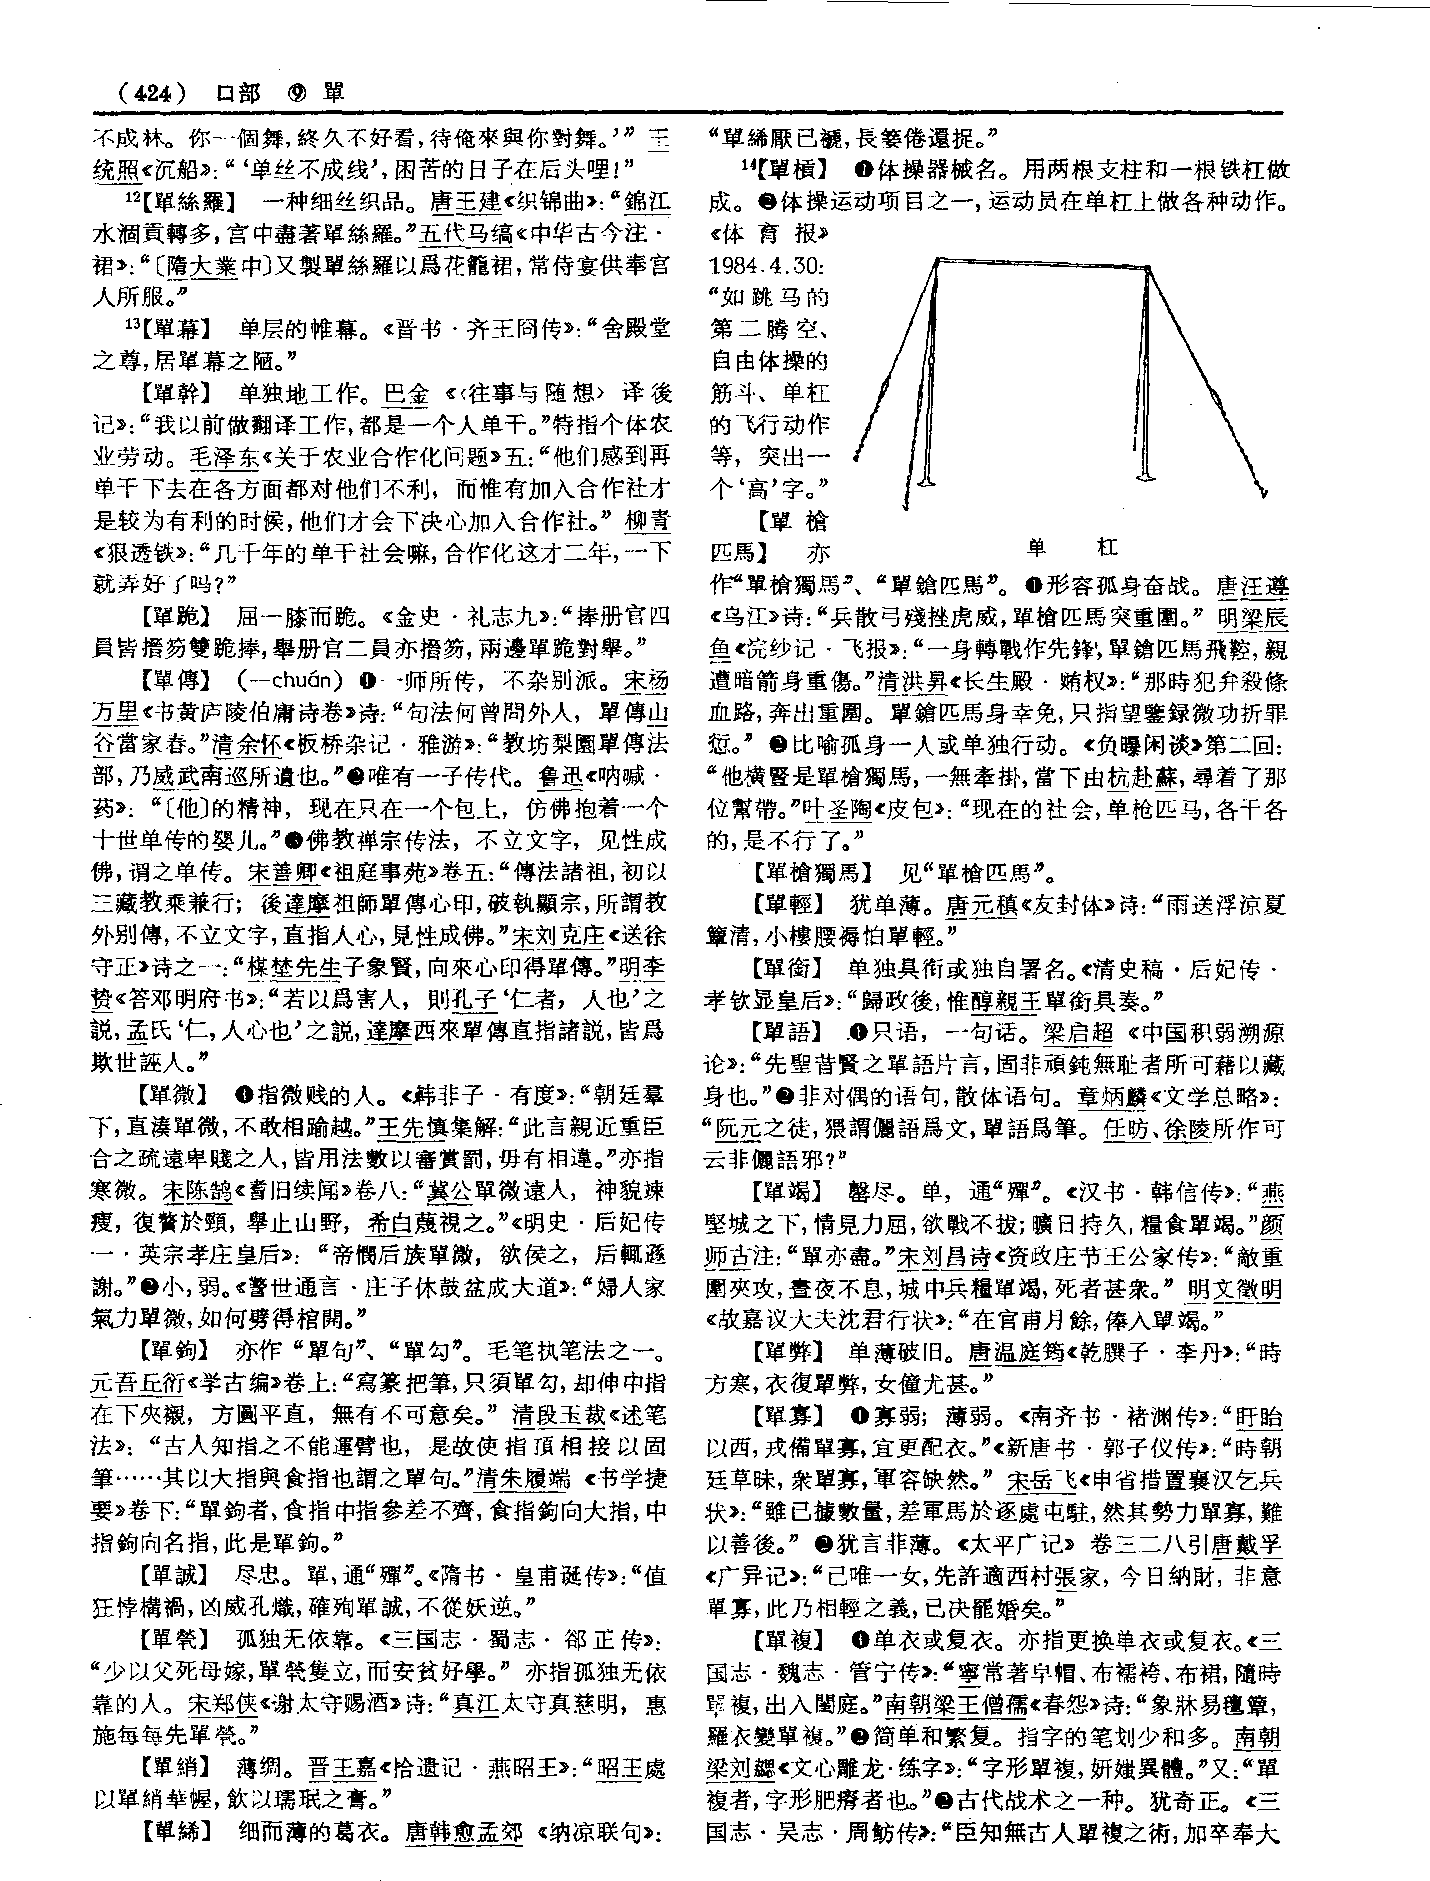 (424) 口部 ⑨ 單
不成林。你一個舞,終久不好看,待俺來與你對舞。’” 王
统照《沉船》:“ ‘单丝不成线’,困苦的日子在后头哩!”
12【單絲羅】 一种细丝织品。唐王建《织锦曲》:“錦江
水涸貢轉多,宫中盡著單絲羅。”五代马缟《中华古今注·
裙》:“〔隋大業中〕又製單絲羅以爲花籠裙,常侍宴供奉宫
人所服。”
13【單幕】 单层的帷幕。《晋书·齐王冏传》:“舍殿堂
之尊,居單幕之陋。”
【單幹】 单独地工作。巴金《〈往事与随想〉译後
记》:“我以前做翻译工作,都是一个人单干。”特指个体农
业劳动。毛泽东《关于农业合作化问题》五:“他们感到再
单干下去在各方面都对他们不利, 而惟有加入合作社才
是较为有利的时候,他们才会下决心加入合作社。” 柳青
《狠透铁》:“几千年的单干社会嘛,合作化这才二年,一下
就弄好了吗?”
【單跪】 屈一膝而跪。《金史·礼志九》:“捧册官四
員皆搢笏雙跪捧,舉册官二員亦搢笏,兩邊單跪對舉。”
【單傳】 (—chuán) ❶一师所传, 不杂别派。宋杨
万里《书黄庐陵伯庸诗卷》诗:“句法何曾問外人, 單傳山
谷當家春。”清余怀《板桥杂记·雅游》:“教坊梨園單傳法
部,乃威武南巡所遺也。”❷唯有一子传代。鲁迅《呐喊·
药》: “〔他〕的精神, 现在只在一个包上, 仿佛抱着一个
十世单传的婴儿。”❸佛教禅宗传法, 不立文字, 见性成
佛,谓之单传。宋善卿《祖庭事苑》卷五:“傳法諸祖,初以
三藏教乘兼行; 後達摩祖師單傳心印,破執顯宗,所謂教
外别傳,不立文字,直指人心,見性成佛。”宋刘克庄《送徐
守正》诗之一:“楳埜先生子象賢,向來心印得單傳。”明李
贽《答邓明府书》:“若以爲害人, 則孔子‘仁者, 人也’之
説,孟氏‘仁,人心也’之説,達摩西來單傳直指諸説,皆爲
欺世誣人。”
【單微】 ❶指微贱的人。《韩非子·有度》:“朝廷羣
下,直湊單微,不敢相踰越。”王先慎集解:“此言親近重臣
合之疏遠卑賤之人,皆用法數以審賞罰,毋有相違。”亦指
寒微。宋陈鹄《耆旧续闻》卷八:“冀公單微遠人, 神貌竦
瘦, 復贅於頸, 舉止山野, 希白蔑視之。”《明史·后妃传
一·英宗孝庄皇后》: “帝憫后族單微, 欲侯之, 后輒遜
謝。”❷小,弱。《警世通言·庄子休鼓盆成大道》:“婦人家
氣力單微,如何劈得棺開。”
【單鉤】 亦作“單句”、“單勾”。毛笔执笔法之一。
元吾丘衍《学古编》卷上:“寫篆把筆,只須單勾,却伸中指
在下夾襯, 方圓平直, 無有不可意矣。” 清段玉裁《述笔
法》: “古人知指之不能運臂也, 是故使指頂相接以固
筆……其以大指與食指也謂之單句。”清朱履端《书学捷
要》卷下:“單鉤者,食指中指參差不齊,食指鉤向大指,中
指鉤向名指,此是單鉤。”
【單誠】 尽忠。單,通“殫”。《隋书·皇甫诞传》:“值
狂悖構禍,凶威孔熾,確殉單誠,不從妖逆。”
【單煢】 孤独无依靠。《三国志·蜀志·郤正传》:
“少以父死母嫁,單煢隻立,而安貧好學。” 亦指孤独无依
靠的人。宋郑侠《谢太守赐酒》诗:“真江太守真慈明, 惠
施每每先單煢。”
【單綃】 薄绸。晋王嘉《拾遗记·燕昭王》:“昭王處
以單綃華幄,飲以瓀珉之膏。”
【單絺】 细而薄的葛衣。唐韩愈孟郊《纳凉联句》:
“單絺厭已褫,長箑倦還捉。”
14【單槓】 ❶体操器械名。用两根支柱和一根铁杠做
成。❷体操运动项目之一,运动员在单杠上做各种动作。
《体育报》
1984.4.30:
“如跳马的
第二腾空、
自由体操的
筋斗、单杠
的飞行动作
等, 突出一
个‘高’字。”
单 杠
【單槍
匹馬】 亦
作“單槍獨馬”、“單鎗匹馬”。❶形容孤身奋战。唐汪遵
《乌江》诗:“兵散弓殘挫虎威,單槍匹馬突重圍。” 明梁辰
鱼《浣纱记·飞报》:“一身轉戰作先鋒,單鎗匹馬飛鞚,親
遭暗箭身重傷。”清洪昇《长生殿·贿权》:“那時犯弁殺條
血路,奔出重圍。單鎗匹馬身幸免,只指望鑒録微功折罪
愆。” ❷比喻孤身一人或单独行动。《负曝闲谈》第二回:
“他横豎是單槍獨馬,一無牽掛,當下由杭赴蘇,尋着了那
位幫帶。”叶圣陶《皮包》:“现在的社会,单枪匹马,各干各
的,是不行了。”
【單槍獨馬】 见“單槍匹馬”。
【單輕】 犹单薄。唐元稹《友封体》诗:“雨送浮涼夏
簟清,小樓腰褥怕單輕。”
【單銜】 单独具衔或独自署名。《清史稿·后妃传·
孝钦显皇后》:“歸政後,惟醇親王單銜具奏。”
【單語】 ❶只语, 一句话。梁启超《中国积弱溯源
论》:“先聖昔賢之單語片言,固非頑鈍無耻者所可藉以藏
身也。”❷非对偶的语句,散体语句。章炳麟《文学总略》:
“阮元之徒,猥謂儷語爲文,單語爲筆。任昉、徐陵所作可
云非儷語邪?”
【單竭】 罄尽。单, 通“殫”。《汉书·韩信传》:“燕
堅城之下,情見力屈,欲戰不拔;曠日持久,糧食單竭。”颜
师古注:“單亦盡。”宋刘昌诗《资政庄节王公家传》:“敵重
圍夾攻,晝夜不息,城中兵糧單竭,死者甚衆。” 明文徵明
《故嘉议大夫沈君行状》:“在官甫月餘,俸入單竭。”
【單弊】 单薄破旧。唐温庭筠《乾𦠆子·李丹》:“時
方寒,衣復單弊,女僮尤甚。”
【單寡】 ❶寡弱; 薄弱。《南齐书·褚渊传》:“盱眙
以西,戎備單寡,宜更配衣。”《新唐书·郭子仪传》:“時朝
廷草昧,衆單寡,軍容缺然。” 宋岳飞《申省措置襄汉乞兵
状》:“雖已據數量,差軍馬於逐處屯駐,然其勢力單寡,難
以善後。” ❷犹言菲薄。《太平广记》卷三二八引唐戴孚
《广异记》:“己唯一女,先許適西村張家, 今日納財, 非意
單寡,此乃相輕之義,已决罷婚矣。”
【單複】 ❶单衣或复衣。亦指更换单衣或复衣。《三
国志·魏志·管宁传》:“寧常著皁帽、布襦袴、布裙,隨時
單複,出入閨庭。”南朝梁王僧孺《春怨》诗:“象牀易氊簟,
羅衣變單複。”❷简单和繁复。指字的笔划少和多。南朝
梁刘勰《文心雕龙·练字》:“字形單複,妍媸異體。”又:“單
複者,字形肥瘠者也。”❸古代战术之一种。犹奇正。《三
国志·吴志·周鲂传》:“臣知無古人單複之術,加卒奉大